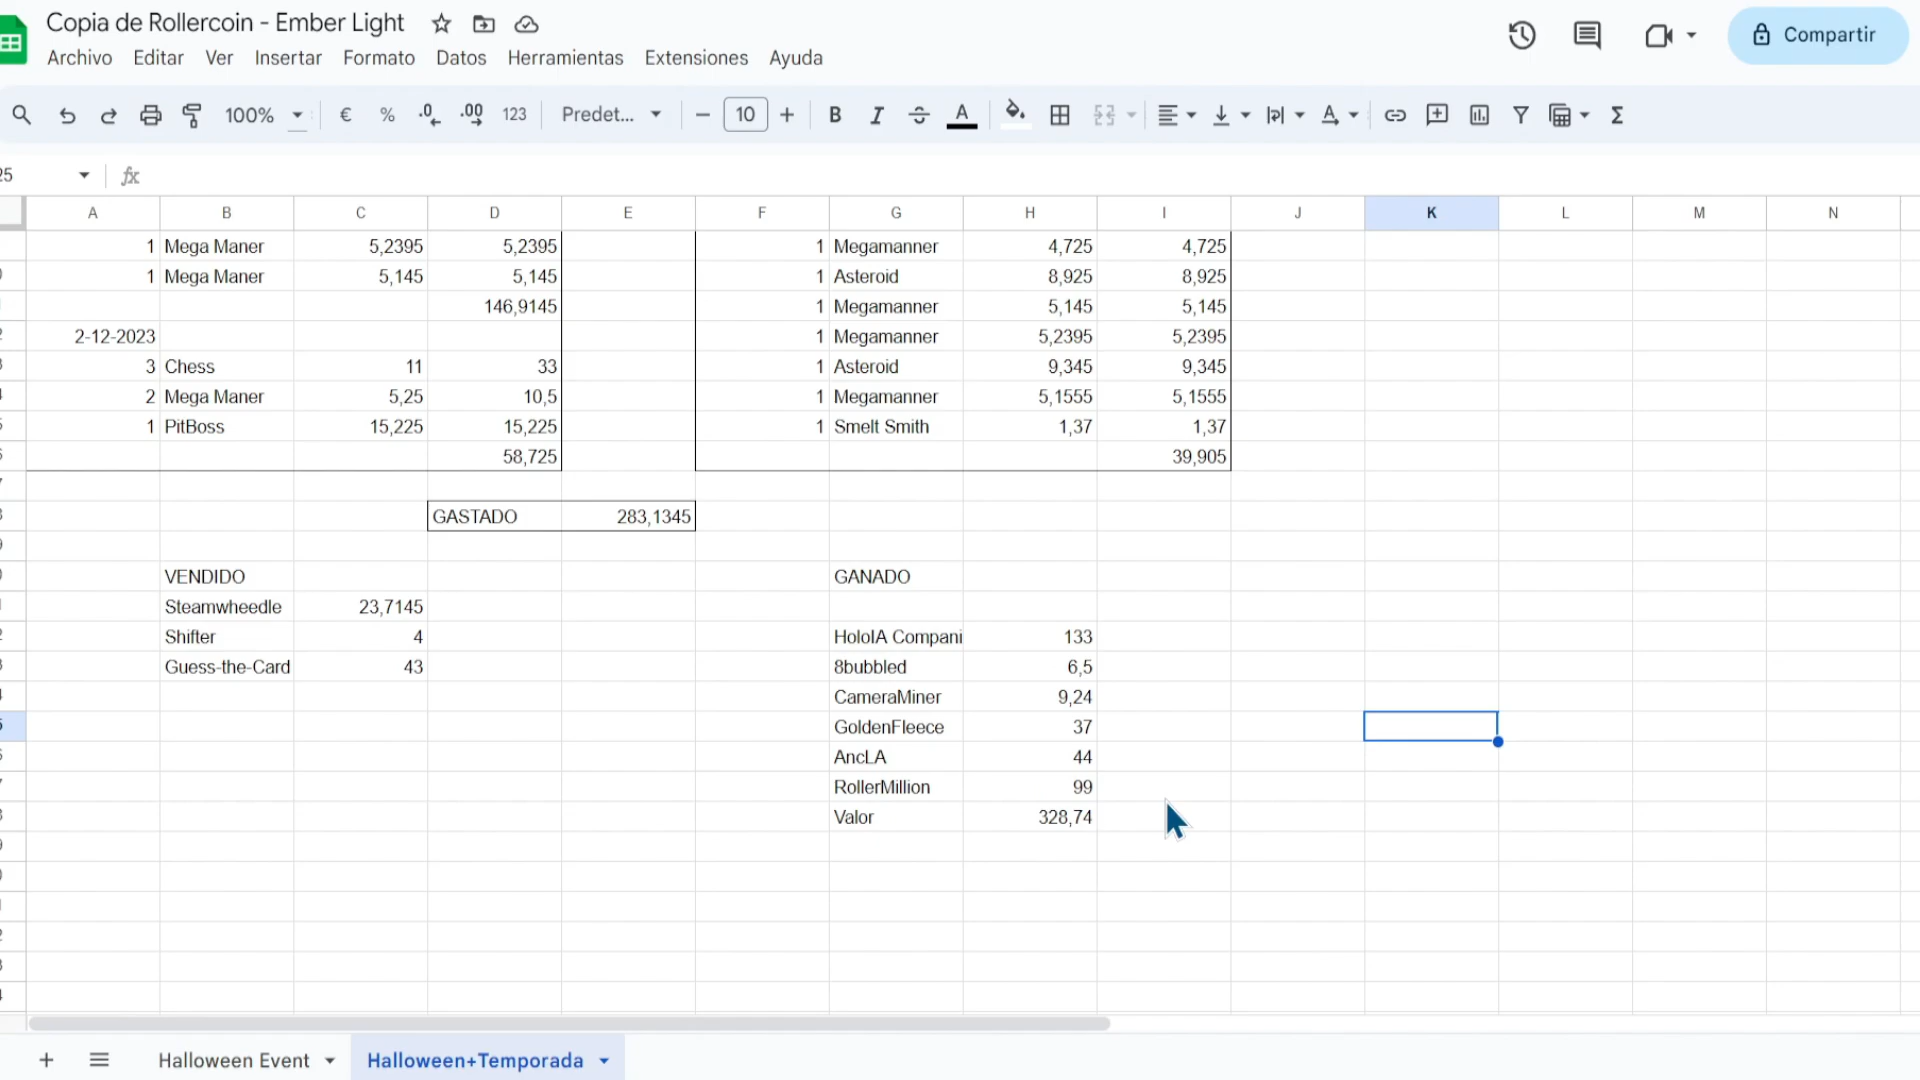 Copia de Rollercoin - Ember Light
Archivo Editar Ver Insertar Formato Datos Herramientas Extensiones Ayuda
Compartir
100% € % .0 .00 123 Predet... 10 B I A
25 fx
A B C D E F G H I J K L M N
1 Mega Maner 5,2395 5,2395 1 Megamanner 4,725 4,725
1 Mega Maner 5,145 5,145 1 Asteroid 8,925 8,925
146,9145 1 Megamanner 5,145 5,145
2-12-2023 1 Megamanner 5,2395 5,2395
3 Chess 11 33 1 Asteroid 9,345 9,345
2 Mega Maner 5,25 10,5 1 Megamanner 5,1555 5,1555
1 PitBoss 15,225 15,225 1 Smelt Smith 1,37 1,37
58,725 39,905
GASTADO 283,1345
VENDIDO GANADO
Steamwheedle 23,7145
Shifter 4 HoloIA Compani 133
Guess-the-Card 43 8bubbled 6,5
CameraMiner 9,24
GoldenFleece 37
AncLA 44
RollerMillion 99
Valor 328,74
Halloween Event Halloween+Temporada